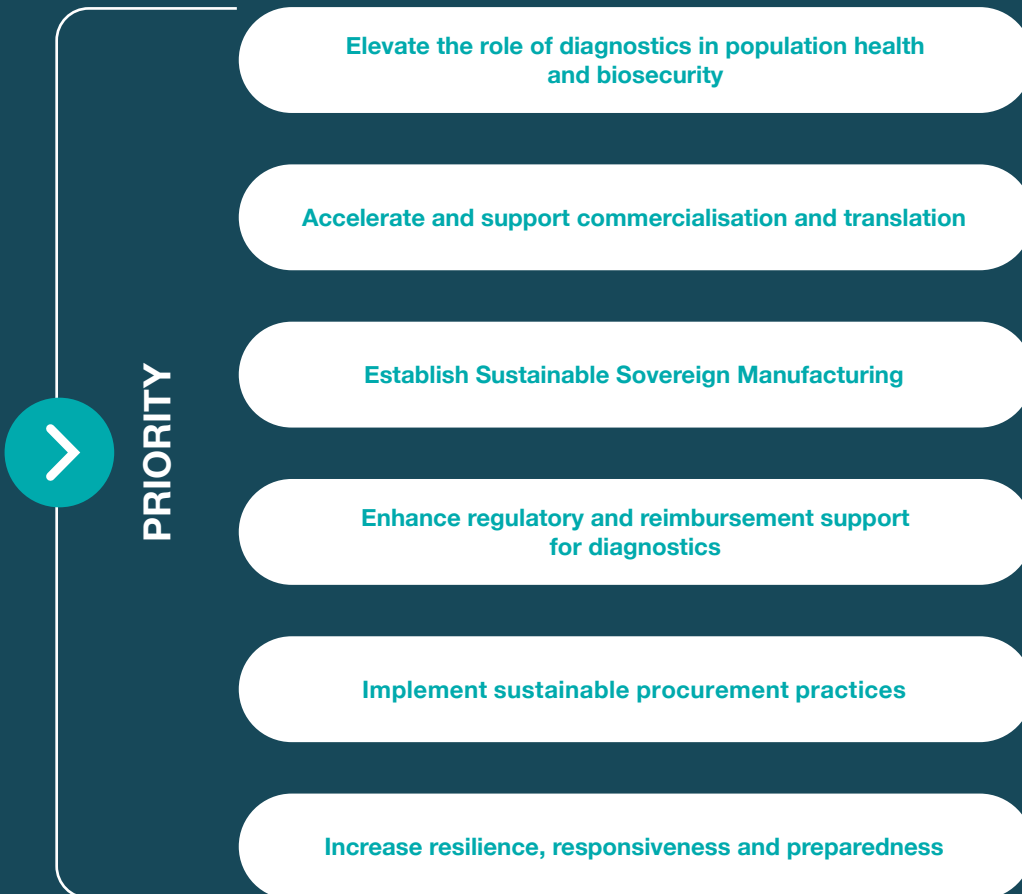 PRIORITY
Elevate the role of diagnostics in population health
and biosecurity
Accelerate and support commercialisation and translation
Establish Sustainable Sovereign Manufacturing
Enhance regulatory and reimbursement support
for diagnostics
Implement sustainable procurement practices
Increase resilience, responsiveness and preparedness